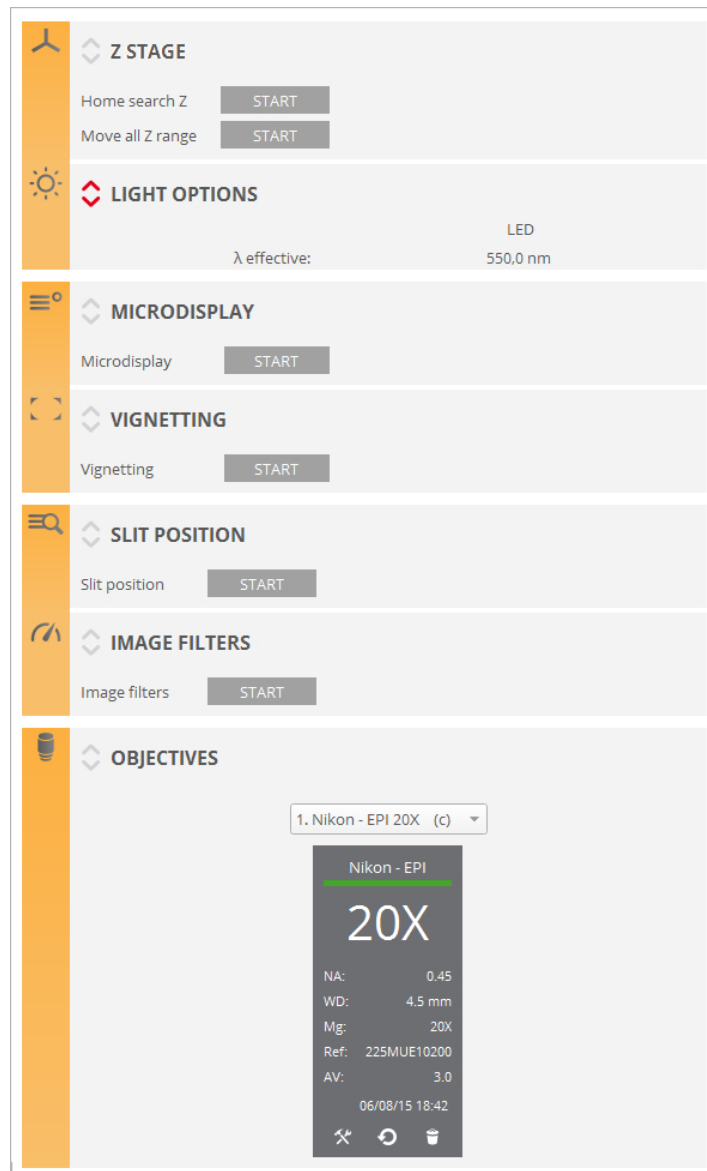 Z STAGE
Home search Z START
Move all Z range START
LIGHT OPTIONS
LED
λ effective: 550,0 nm
MICRODISPLAY
Microdisplay START
VIGNETTING
Vignetting START
SLIT POSITION
Slit position START
IMAGE FILTERS
Image filters START
OBJECTIVES
1. Nikon - EPI 20X (c)
Nikon - EPI
20X
NA: 0.45
WD: 4.5 mm
Mg: 20X
Ref: 225MUE10200
AV: 3.0
06/08/15 18:42